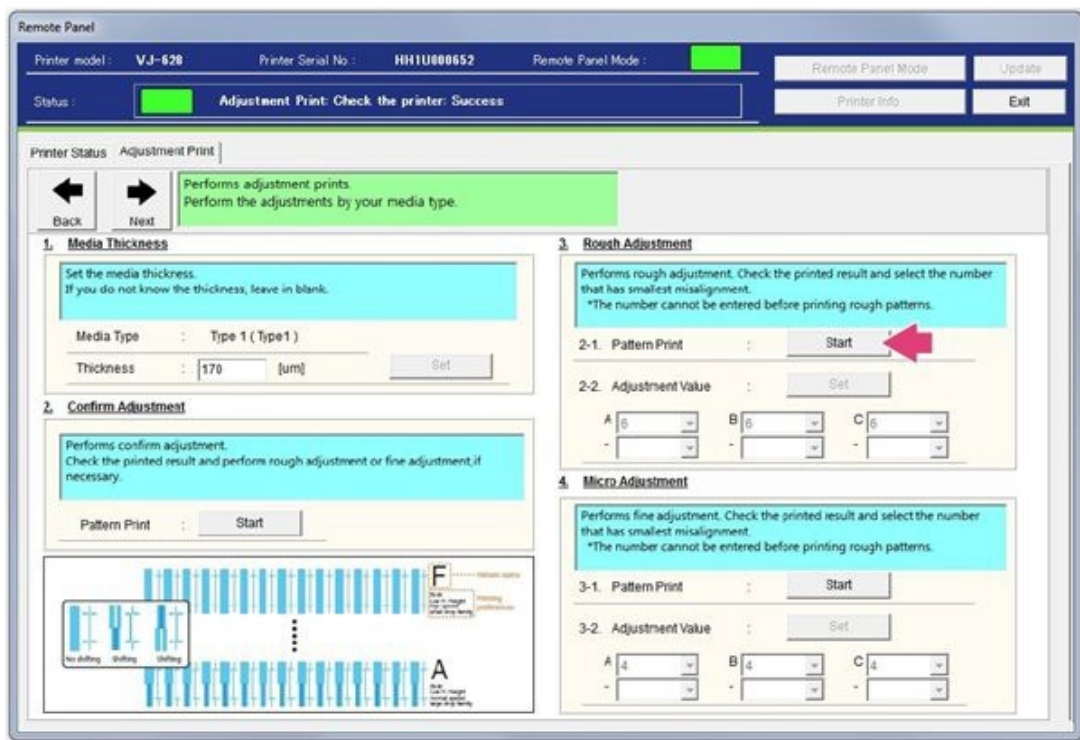 Remote Panel
Printer model : VJ-628 Printer Serial No. : HH1U000652 Remote Panel Mode : Remote Panel Mode Update
Status : Adjustment Print: Check the printer: Success Printer Info Exit
Printer Status Adjustment Print
Back Next
Performs adjustment prints.
Perform the adjustments by your media type.
1. Media Thickness
Set the media thickness.
If you do not know the thickness, leave in blank.
Media Type : Type 1 ( Type1 )
Thickness : 170 [um] Set
2. Confirm Adjustment
Performs confirm adjustment.
Check the printed result and perform rough adjustment or fine adjustment,if
necessary.
Pattern Print : Start
F
No shifting Shifting Shifting
A
3. Rough Adjustment
Performs rough adjustment. Check the printed result and select the number
that has smallest misalignment.
*The number cannot be entered before printing rough patterns.
2-1. Pattern Print : Start
2-2. Adjustment Value : Set
A 6 B 6 C 6
- - -
4. Micro Adjustment
Performs fine adjustment. Check the printed result and select the number
that has smallest misalignment.
*The number cannot be entered before printing rough patterns.
3-1. Pattern Print : Start
3-2. Adjustment Value : Set
A 4 B 4 C 4
- - -